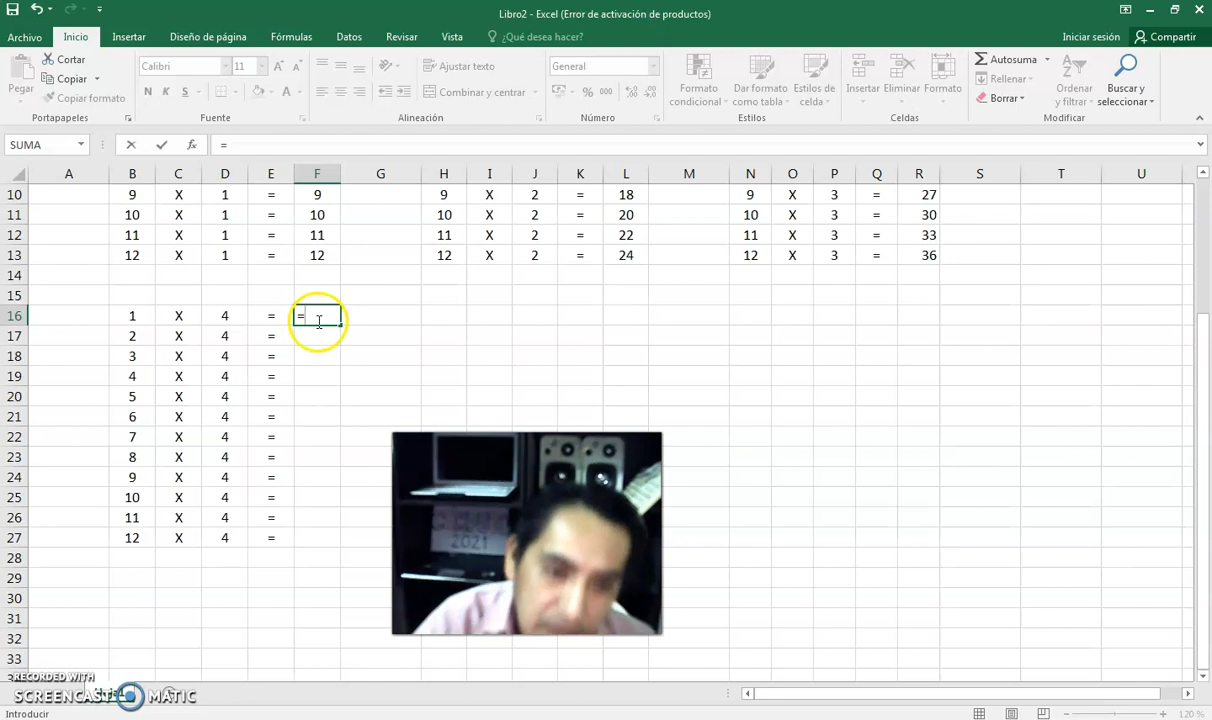 Libro2 - Excel (Error de activación de productos)
Archivo Inicio Insertar Diseño de página Fórmulas Datos Revisar Vista ¿Qué desea hacer? Iniciar sesión Compartir
Pegar
Cortar
Copiar
Copiar formato
Portapapeles
Calibri 11
N K S
Fuente
Ajustar texto
Combinar y centrar
Alineación
General
% 000
Número
Formato condicional
Dar formato como tabla
Estilos de celda
Estilos
Insertar Eliminar Formato
Celdas
Autosuma
Rellenar
Borrar
Ordenar y filtrar
Buscar y seleccionar
Modificar
SUMA fx =
A B C D E F G H I J K L M N O P Q R S T U
10 9 X 1 = 9 9 X 2 = 18 9 X 3 = 27
11 10 X 1 = 10 10 X 2 = 20 10 X 3 = 30
12 11 X 1 = 11 11 X 2 = 22 11 X 3 = 33
13 12 X 1 = 12 12 X 2 = 24 12 X 3 = 36
14
15
16 1 X 4 = =
17 2 X 4 =
18 3 X 4 =
19 4 X 4 =
20 5 X 4 =
21 6 X 4 =
22 7 X 4 =
23 8 X 4 =
24 9 X 4 =
25 10 X 4 =
26 11 X 4 =
27 12 X 4 =
28
29
30
31
32
33
2021
RECORDED WITH
SCREENCAST MATIC
Introducir
120 %